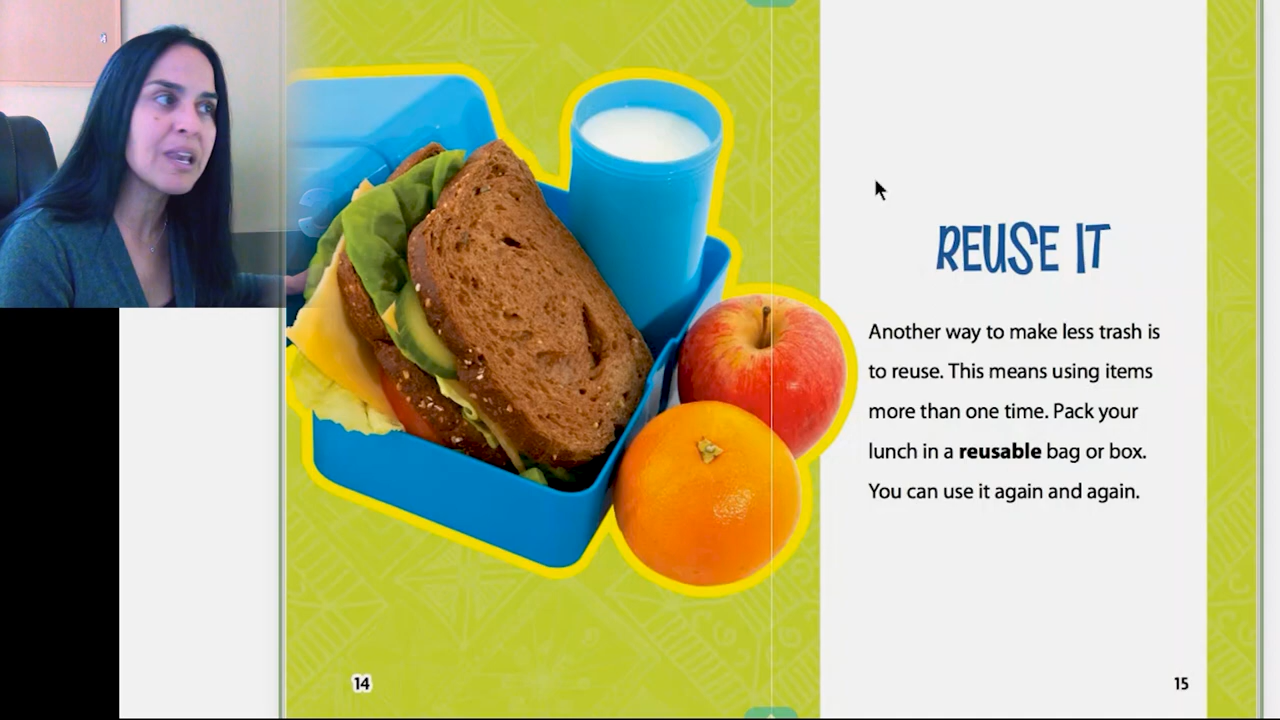 REUSE IT
Another way to make less trash is
to reuse. This means using items
more than one time. Pack your
lunch in a reusable bag or box.
You can use it again and again.
14
15